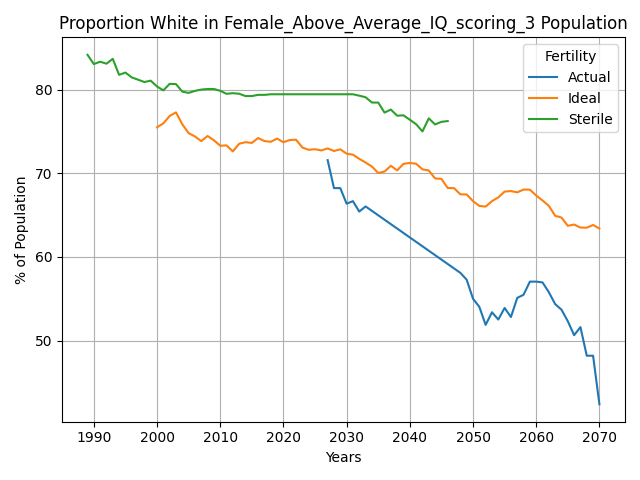 Proportion White in Female_Above_Average_IQ_scoring_3 Population
Fertility
Actual
Ideal
Sterile
% of Population
80
70
60
50
1990 2000 2010 2020 2030 2040 2050 2060 2070
Years